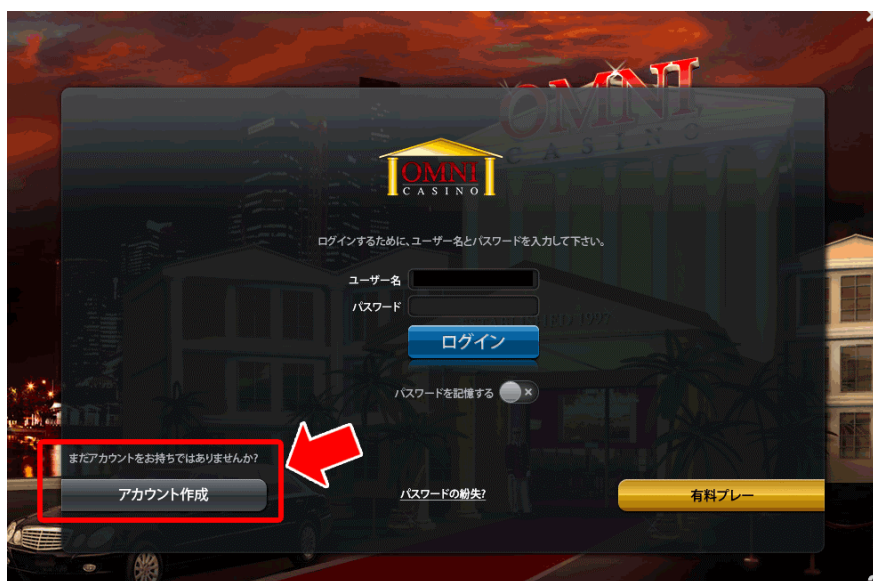 OMNI
CASINO
OMNI
CASINO
ログインするために、ユーザー名とパスワードを入力して下さい。
ユーザー名
パスワード
ESTABLISHED 1997
ログイン
パスワードを記憶する
まだアカウントをお持ちではありませんか?
アカウント作成
パスワードの紛失?
有料プレー